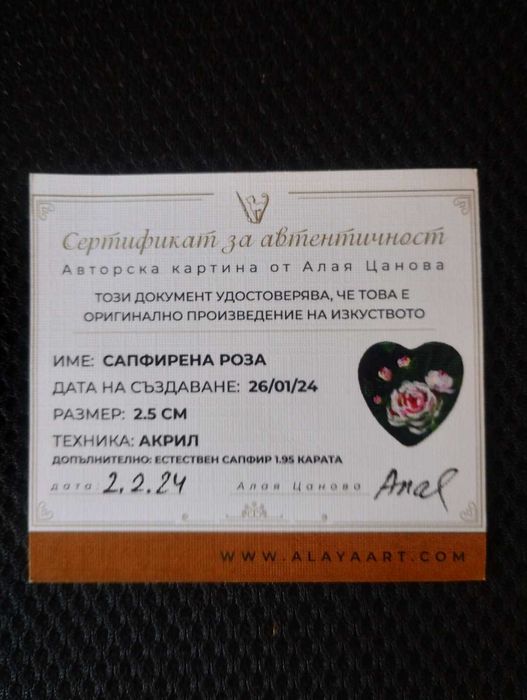 Сертификат за автентичност
Авторска картина от Алая Цанова
ТОЗИ ДОКУМЕНТ УДОСТОВЕРЯВА, ЧЕ ТОВА Е
ОРИГИНАЛНО ПРОИЗВЕДЕНИЕ НА ИЗКУСТВОТО
ИМЕ: САПФИРЕНА РОЗА
ДАТА НА СЪЗДАВАНЕ: 26/01/24
РАЗМЕР: 2.5 СМ
ТЕХНИКА: АКРИЛ
ДОПЪЛНИТЕЛНО: ЕСТЕСТВЕН САПФИР 1.95 КАРАТА
дата 2.2.24 Алая Цанова
WWW.ALAYAART.COM